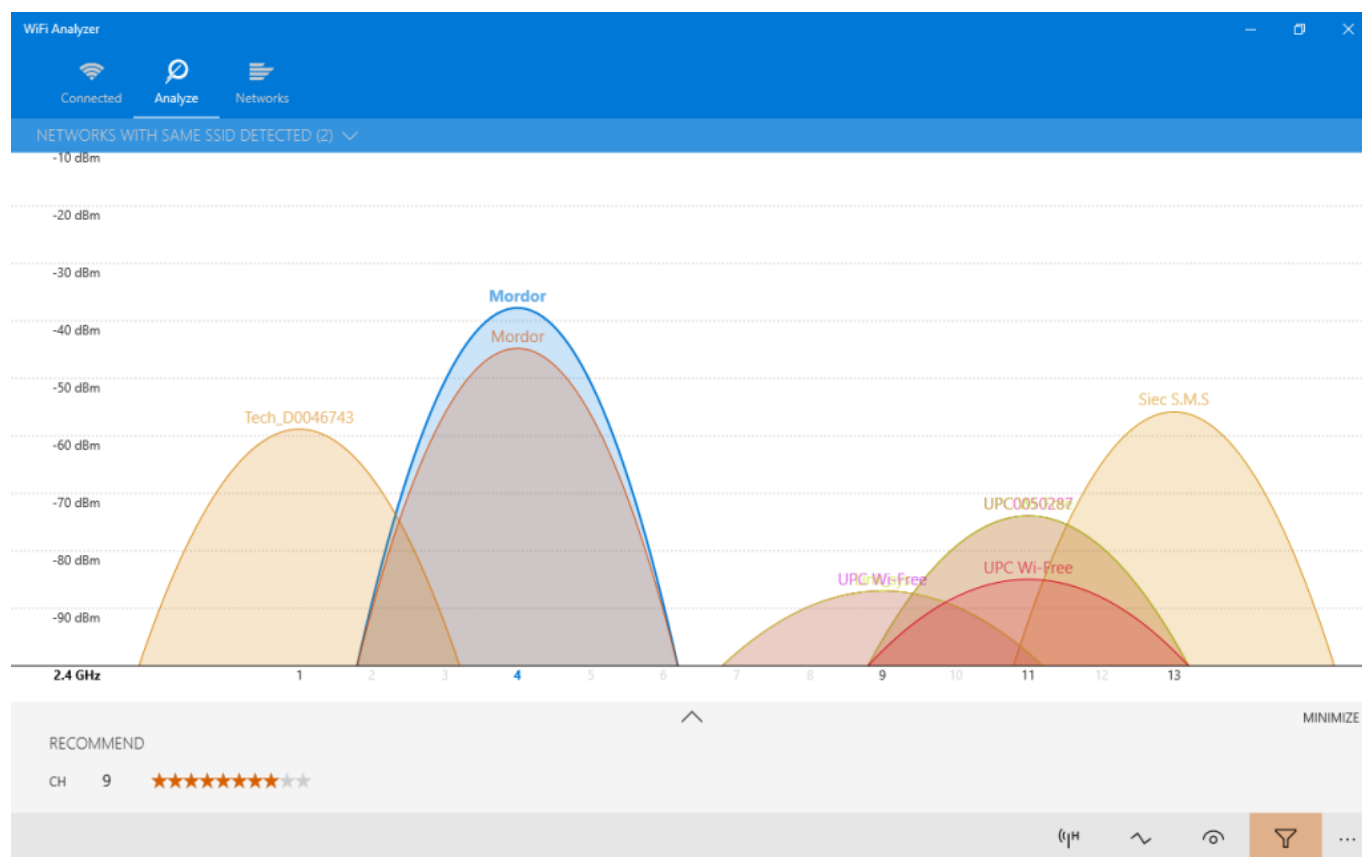 WiFi Analyzer
Connected Analyze Networks
NETWORKS WITH SAME SSID DETECTED (2)
-10 dBm
-20 dBm
-30 dBm
Mordor
-40 dBm
Mordor
-50 dBm
Siec S.M.S
Tech_D0046743
-60 dBm
-70 dBm
UPC0050287
-80 dBm
UPC Wi-Free
UPC Wi-Free
-90 dBm
2.4 GHz 1 2 3 4 5 6 7 8 9 10 11 12 13
MINIMIZE
RECOMMEND
CH 9